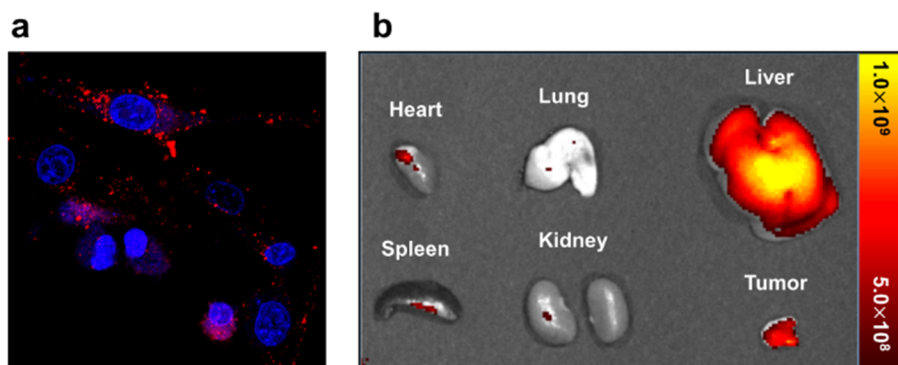 a
b
Heart
Lung
Liver
Spleen
Kidney
Tumor
1.0×10⁹
5.0×10⁸